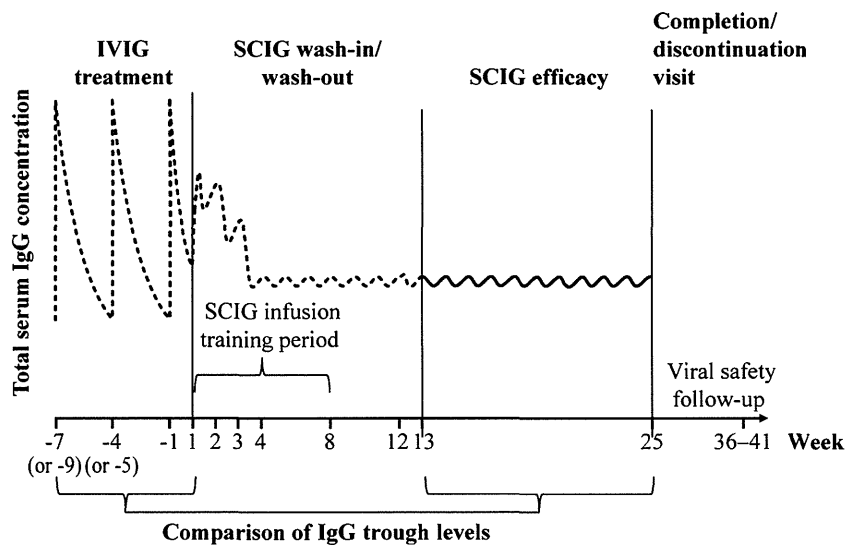 IVIG
treatment
SCIG wash-in/
wash-out
SCIG efficacy
Completion/
discontinuation
visit
Total serum IgG concentration
SCIG infusion
training period
Viral safety
follow-up
-7 -4 -1 1 2 3 4 8 12 13 25 36–41 Week
(or -9) (or -5)
Comparison of IgG trough levels